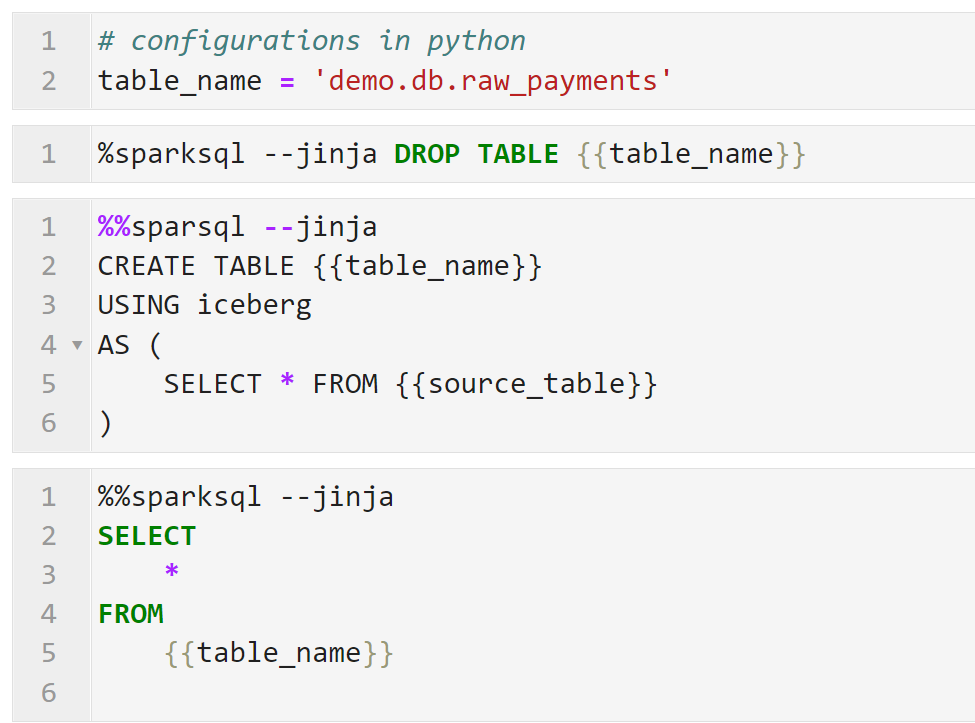 1 # configurations in python
2 table_name = 'demo.db.raw_payments'
1 %sparksql --jinja DROP TABLE {{table_name}}
1 %%sparsql --jinja
2 CREATE TABLE {{table_name}}
3 USING iceberg
4 AS (
5     SELECT * FROM {{source_table}}
6 )
1 %%sparksql --jinja
2 SELECT
3     *
4 FROM
5     {{table_name}}
6